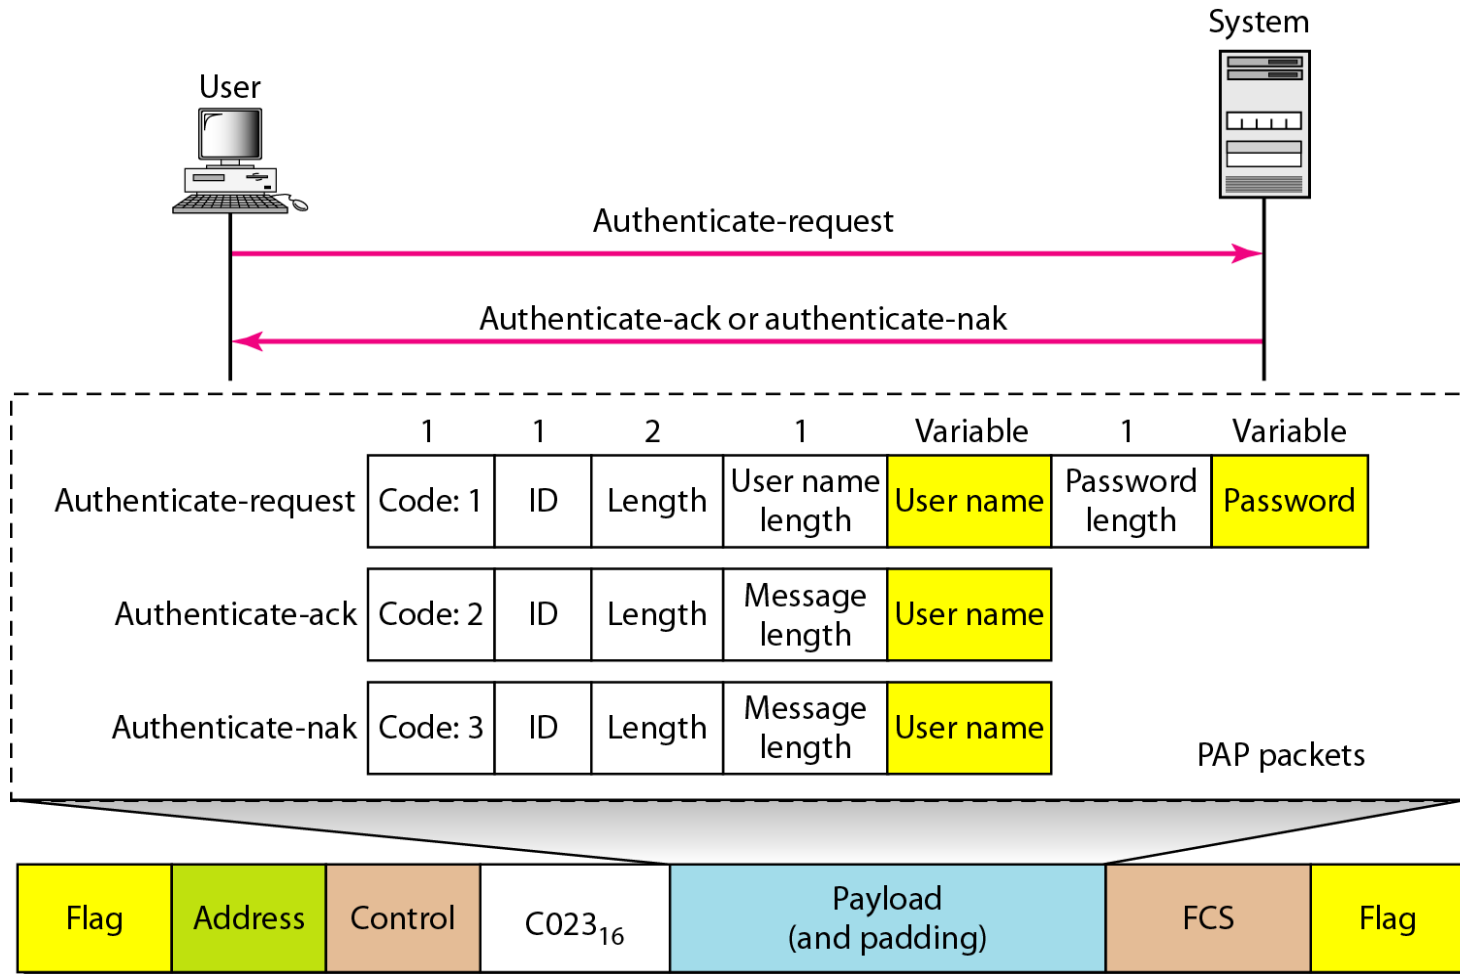 System
User
Authenticate-request
Authenticate-ack or authenticate-nak
1 1 2 1 Variable 1 Variable
Authenticate-request Code: 1 ID Length User name length User name Password length Password
Authenticate-ack Code: 2 ID Length Message length User name
Authenticate-nak Code: 3 ID Length Message length User name
PAP packets
Flag Address Control C023₁₆ Payload (and padding) FCS Flag